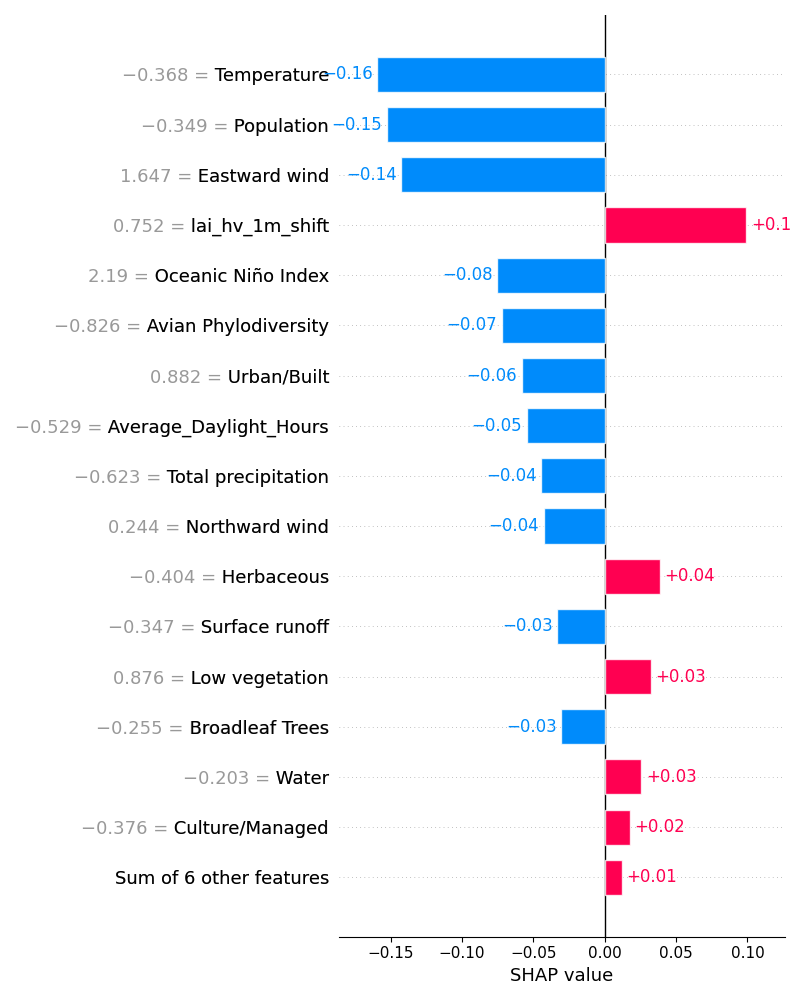 −0.368 = Temperature −0.16
−0.349 = Population −0.15
1.647 = Eastward wind −0.14
0.752 = lai_hv_1m_shift +0.1
2.19 = Oceanic Niño Index −0.08
−0.826 = Avian Phylodiversity −0.07
0.882 = Urban/Built −0.06
−0.529 = Average_Daylight_Hours −0.05
−0.623 = Total precipitation −0.04
0.244 = Northward wind −0.04
−0.404 = Herbaceous +0.04
−0.347 = Surface runoff −0.03
0.876 = Low vegetation +0.03
−0.255 = Broadleaf Trees −0.03
−0.203 = Water +0.03
−0.376 = Culture/Managed +0.02
Sum of 6 other features +0.01
−0.15 −0.10 −0.05 0.00 0.05 0.10
SHAP value